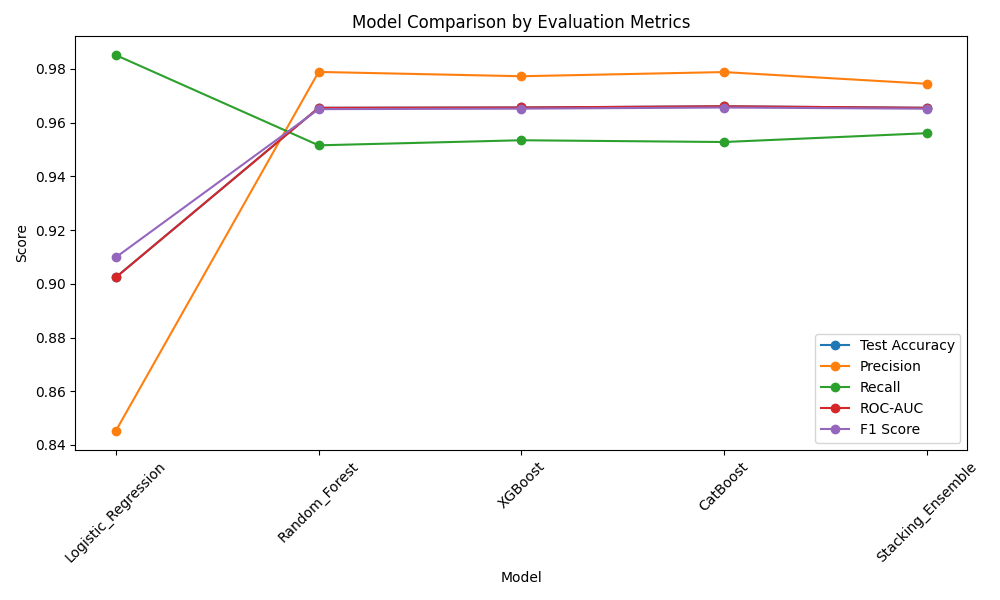 Model Comparison by Evaluation Metrics
Score
0.98
0.96
0.94
0.92
0.90
0.88
0.86
0.84
Test Accuracy
Precision
Recall
ROC-AUC
F1 Score
Logistic_Regression
Random_Forest
XGBoost
CatBoost
Stacking_Ensemble
Model